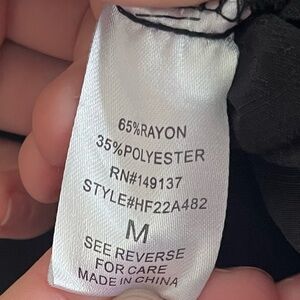 65%RAYON
35%POLYESTER
RN#149137
STYLE#HF22A482
M
SEE REVERSE
FOR CARE
MADE IN CHINA